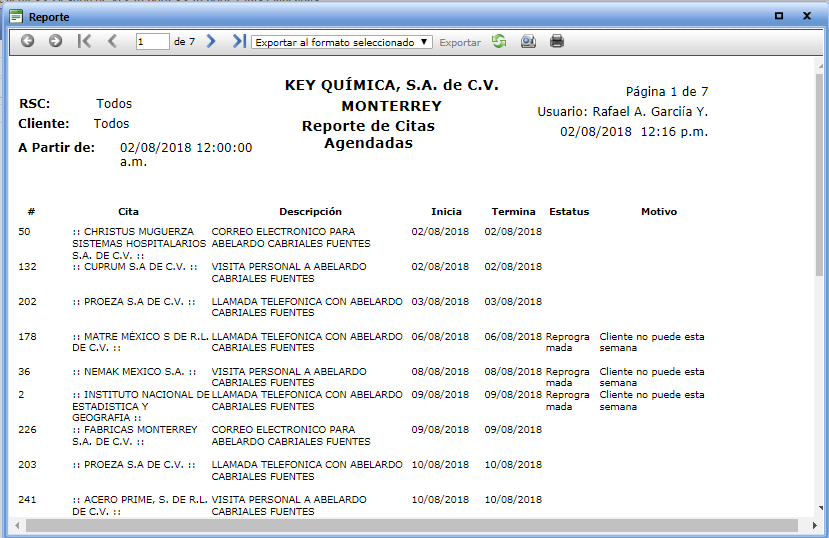 Reporte
1 de 7 Exportar al formato seleccionado Exportar
KEY QUÍMICA, S.A. de C.V.
MONTERREY
Reporte de Citas
Agendadas
RSC: Todos
Cliente: Todos
A Partir de: 02/08/2018 12:00:00
a.m.
Página 1 de 7
Usuario: Rafael A. Garciía Y.
02/08/2018 12:16 p.m.
# Cita Descripción Inicia Termina Estatus Motivo
50 :: CHRISTUS MUGUERZA CORREO ELECTRONICO PARA 02/08/2018 02/08/2018
SISTEMAS HOSPITALARIOS ABELARDO CABRIALES FUENTES
S.A. DE C.V. ::
132 :: CUPRUM S.A DE C.V. :: VISITA PERSONAL A ABELARDO 02/08/2018 02/08/2018
CABRIALES FUENTES
202 :: PROEZA S.A DE C.V. :: LLAMADA TELEFONICA CON ABELARDO 03/08/2018 03/08/2018
CABRIALES FUENTES
178 :: MATRE MÉXICO S DE R.L. LLAMADA TELEFONICA CON ABELARDO 06/08/2018 06/08/2018 Reprogra Cliente no puede esta
DE C.V. :: CABRIALES FUENTES mada semana
36 :: NEMAK MEXICO S.A. :: VISITA PERSONAL A ABELARDO 08/08/2018 08/08/2018 Reprogra Cliente no puede esta
CABRIALES FUENTES mada semana
2 :: INSTITUTO NACIONAL DE LLAMADA TELEFONICA CON ABELARDO 09/08/2018 09/08/2018 Reprogra Cliente no puede esta
ESTADISTICA Y CABRIALES FUENTES mada semana
GEOGRAFIA ::
226 :: FABRICAS MONTERREY CORREO ELECTRONICO PARA 09/08/2018 09/08/2018
S.A. DE C.V. :: ABELARDO CABRIALES FUENTES
203 :: PROEZA S.A DE C.V. :: LLAMADA TELEFONICA CON ABELARDO 10/08/2018 10/08/2018
CABRIALES FUENTES
241 :: ACERO PRIME, S. DE R.L. VISITA PERSONAL A ABELARDO 10/08/2018 10/08/2018
DE C.V. :: CABRIALES FUENTES